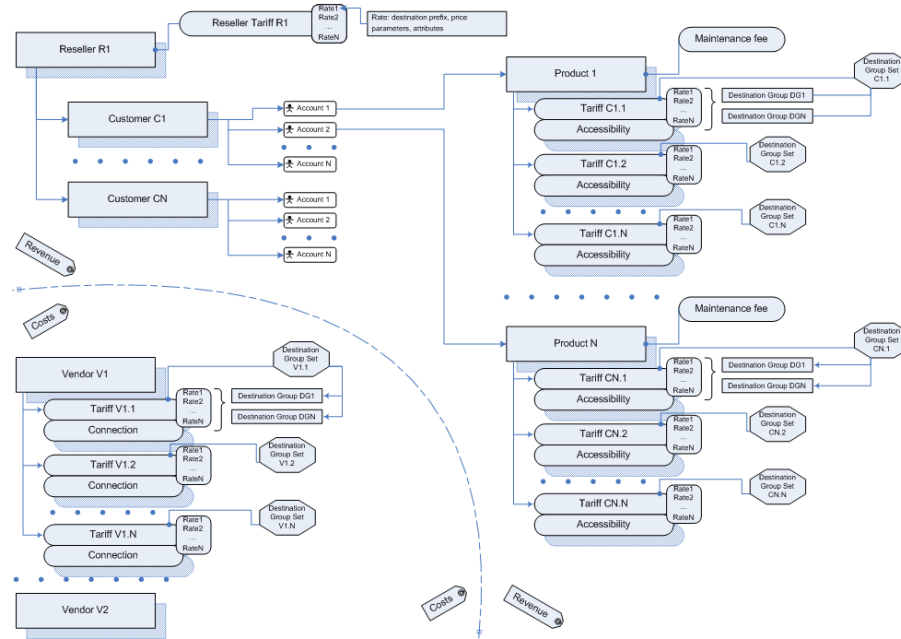 Reseller R1
Reseller Tariff R1
Rate1
Rate2
...
RateN
Rate: destination prefix, price
parameters, attributes
Customer C1
Account 1
Account 2
Account N
Customer CN
Account 1
Account 2
Account N
Revenue
Costs
Product 1
Maintenance fee
Destination
Group Set
C1.1
Tariff C1.1
Accessibility
Rate1
Rate2
...
RateN
Destination Group DG1
Destination Group DGN
Tariff C1.2
Accessibility
Rate1
Rate2
...
RateN
Destination
Group Set
C1.2
Tariff C1.N
Accessibility
Rate1
Rate2
...
RateN
Destination
Group Set
C1.N
Product N
Maintenance fee
Destination
Group Set
CN.1
Tariff CN.1
Accessibility
Rate1
Rate2
...
RateN
Destination Group DG1
Destination Group DGN
Tariff CN.2
Accessibility
Rate1
Rate2
...
RateN
Destination
Group Set
CN.2
Tariff CN.N
Accessibility
Rate1
Rate2
...
RateN
Destination
Group Set
CN.N
Vendor V1
Destination
Group Set
V1.1
Tariff V1.1
Connection
Rate1
Rate2
...
RateN
Destination Group DG1
Destination Group DGN
Tariff V1.2
Connection
Rate1
Rate2
...
RateN
Destination
Group Set
V1.2
Tariff V1.N
Connection
Rate1
Rate2
...
RateN
Destination
Group Set
V1.N
Vendor V2
Costs
Revenue